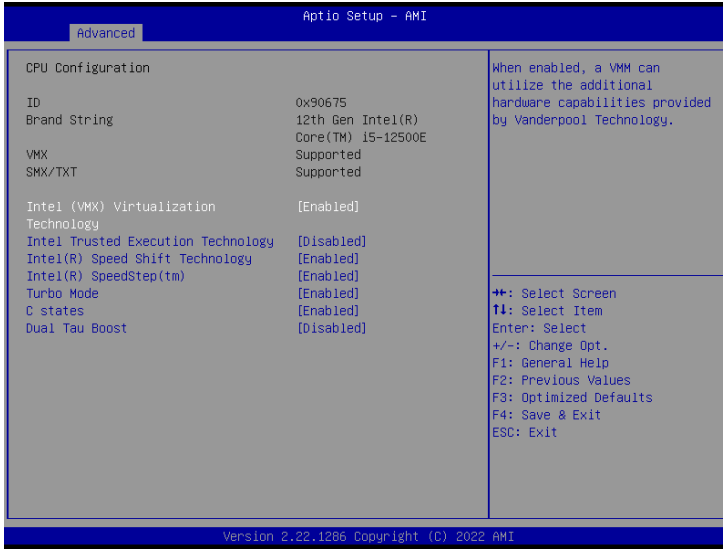 Aptio Setup – AMI
Advanced
CPU Configuration
ID 0x90675
Brand String 12th Gen Intel(R)
Core(TM) i5-12500E
VMX Supported
SMX/TXT Supported
Intel (VMX) Virtualization [Enabled]
Technology
Intel Trusted Execution Technology [Disabled]
Intel(R) Speed Shift Technology [Enabled]
Intel(R) SpeedStep(tm) [Enabled]
Turbo Mode [Enabled]
C states [Enabled]
Dual Tau Boost [Disabled]
When enabled, a VMM can
utilize the additional
hardware capabilities provided
by Vanderpool Technology.
→←: Select Screen
↑↓: Select Item
Enter: Select
+/-: Change Opt.
F1: General Help
F2: Previous Values
F3: Optimized Defaults
F4: Save & Exit
ESC: Exit
Version 2.22.1286 Copyright (C) 2022 AMI